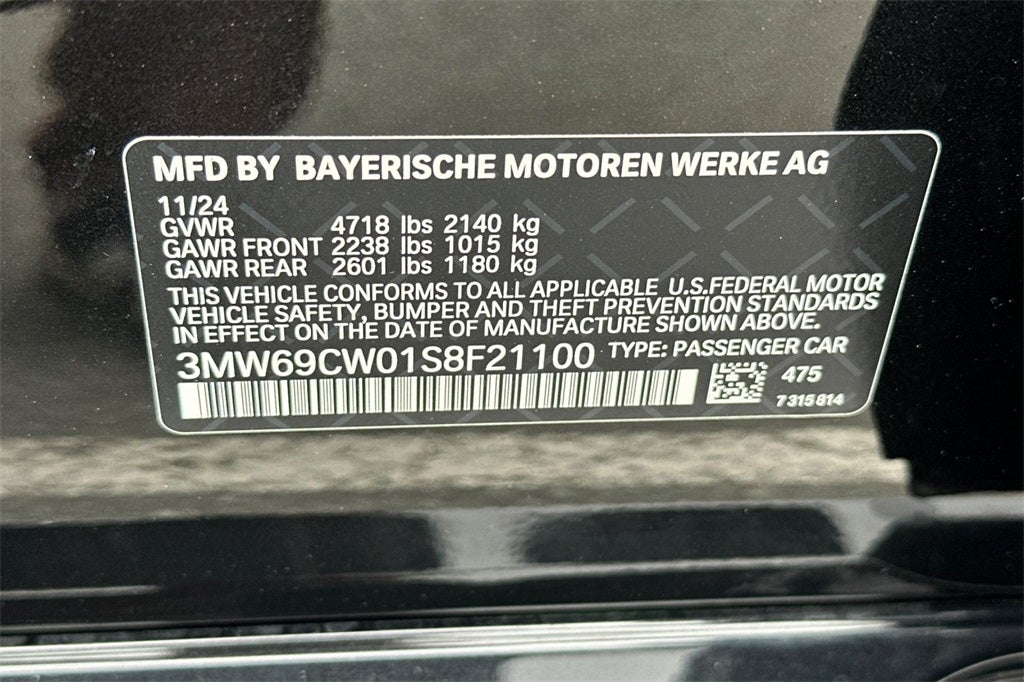 MFD BY BAYERISCHE MOTOREN WERKE AG
11/24
GVWR 4718 lbs 2140 kg
GAWR FRONT 2238 lbs 1015 kg
GAWR REAR 2601 lbs 1180 kg
THIS VEHICLE CONFORMS TO ALL APPLICABLE U.S.FEDERAL MOTOR
VEHICLE SAFETY, BUMPER AND THEFT PREVENTION STANDARDS
IN EFFECT ON THE DATE OF MANUFACTURE SHOWN ABOVE.
3MW69CW01S8F21100 TYPE: PASSENGER CAR
475
7315814